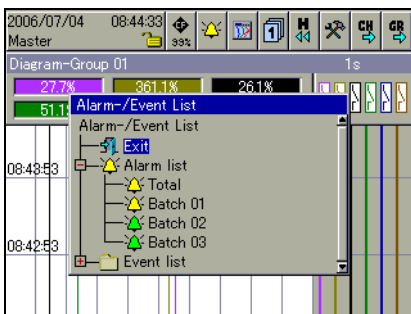 2006/07/04 08:44:33
Master 99% H CH GR
Diagram-Group 01 1s
27.7% 361.1% 26.1%
51.1
Alarm-/Event List
Alarm-/Event List
Exit
Alarm list
Total
Batch 01
Batch 02
Batch 03
Event list
08:43:53
08:42:53